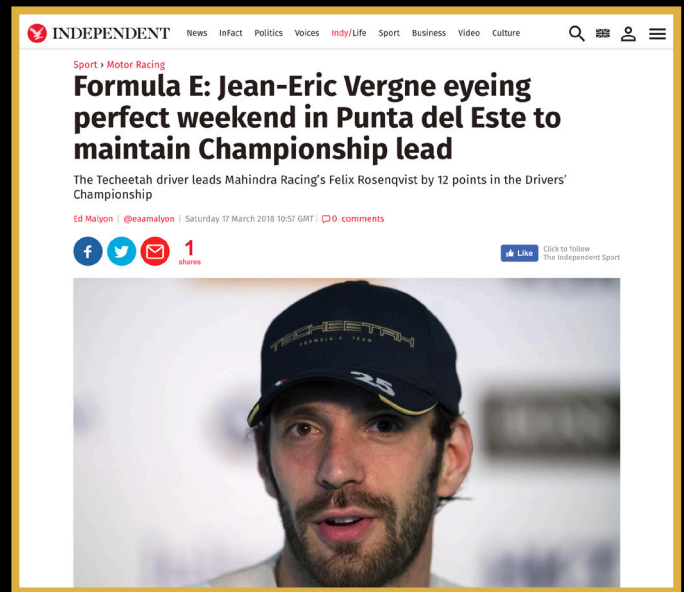 INDEPENDENT News InFact Politics Voices Indy/Life Sport Business Video Culture
Sport › Motor Racing
Formula E: Jean-Eric Vergne eyeing
perfect weekend in Punta del Este to
maintain Championship lead
The Techeetah driver leads Mahindra Racing's Felix Rosenqvist by 12 points in the Drivers'
Championship
Ed Malyon | @eaamalyon | Saturday 17 March 2018 10:57 GMT | 0 comments
f 1
shares
Like Click to follow
The Independent Sport
TECHEETAH
FORMULA-E TEAM
25